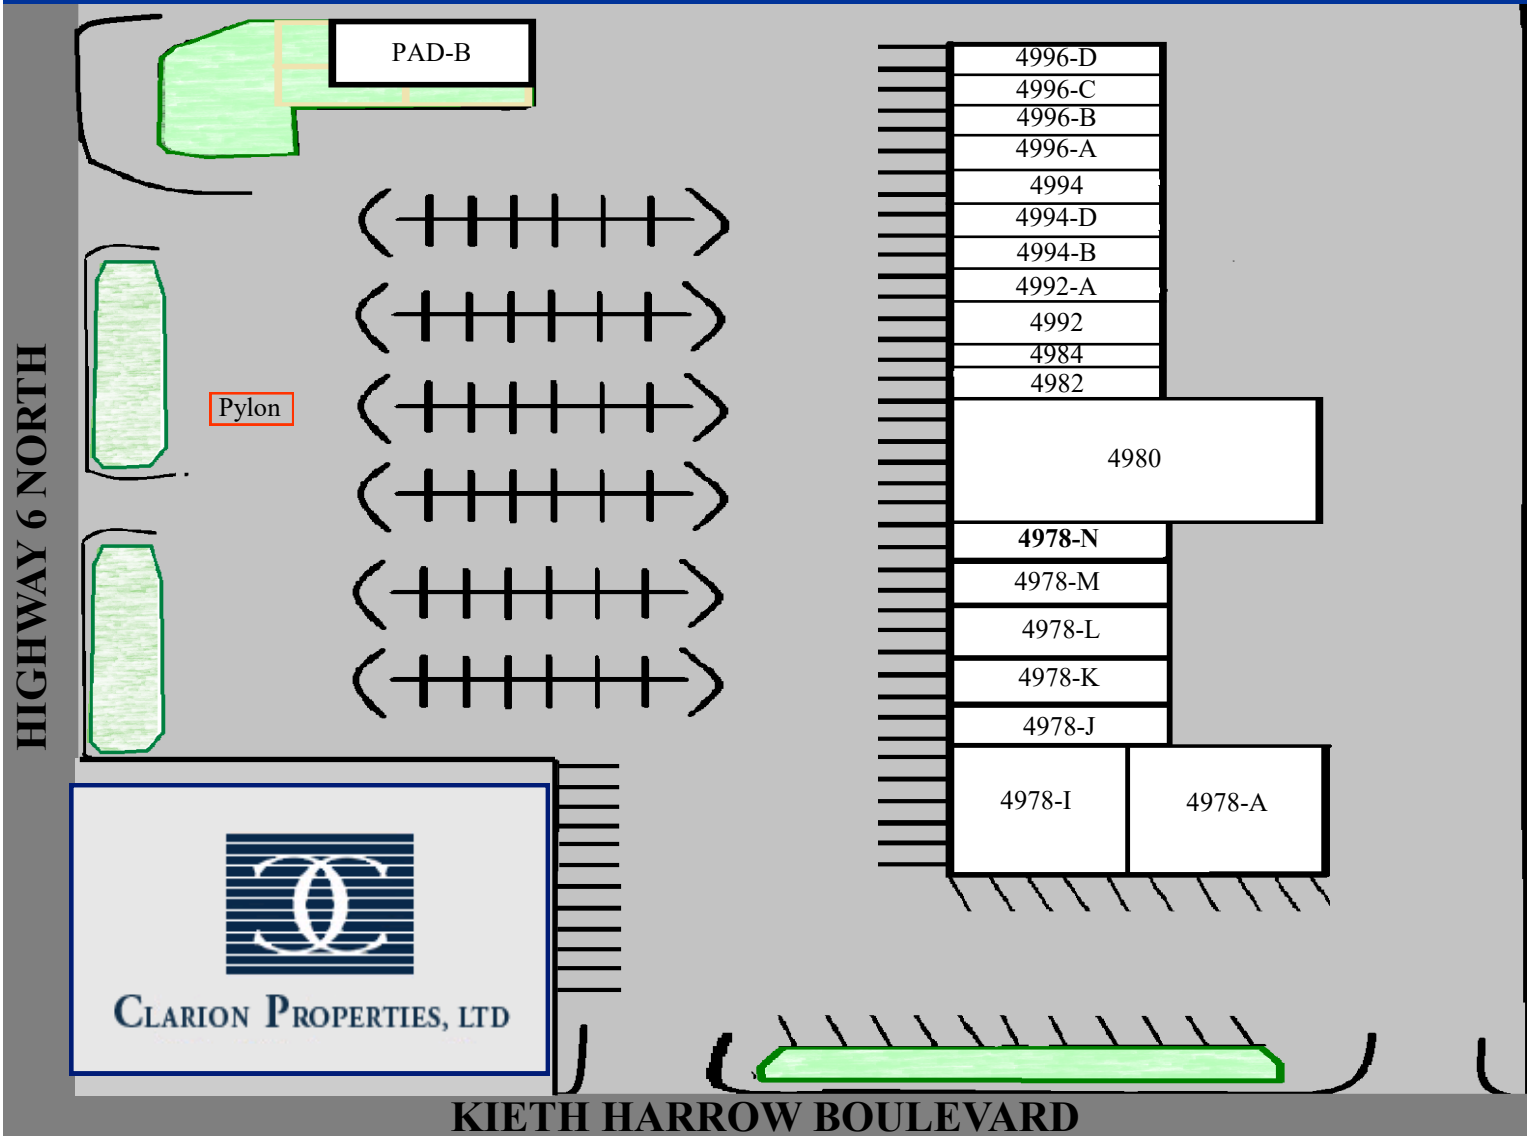 PAD-B
4996-D
4996-C
4996-B
4996-A
4994
4994-D
4994-B
4992-A
4992
4984
4982
4980
4978-N
4978-M
4978-L
4978-K
4978-J
4978-I
4978-A
Pylon
HIGHWAY 6 NORTH
CLARION PROPERTIES, LTD
KIETH HARROW BOULEVARD